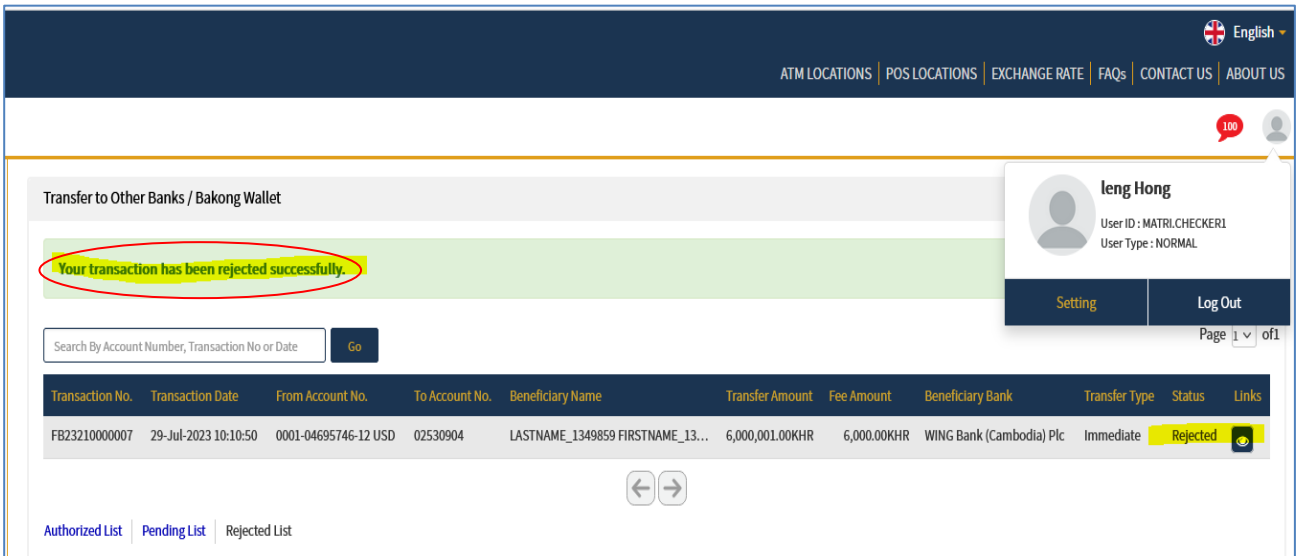 English
ATM LOCATIONS POS LOCATIONS EXCHANGE RATE FAQs CONTACT US ABOUT US
100
leng Hong
User ID : MATRI.CHECKER1
User Type : NORMAL
Setting Log Out
Transfer to Other Banks / Bakong Wallet
Your transaction has been rejected successfully.
Search By Account Number, Transaction No or Date Go
Page 1 of1
Transaction No. Transaction Date From Account No. To Account No. Beneficiary Name Transfer Amount Fee Amount Beneficiary Bank Transfer Type Status Links
FB23210000007 29-Jul-2023 10:10:50 0001-04695746-12 USD 02530904 LASTNAME_1349859 FIRSTNAME_13... 6,000,001.00KHR 6,000.00KHR WING Bank (Cambodia) Plc Immediate Rejected
Authorized List Pending List Rejected List